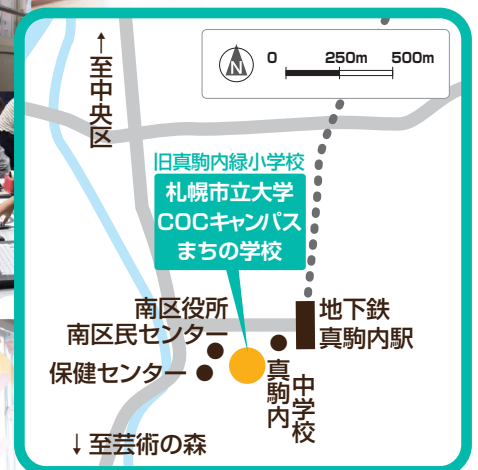 ↑至中央区
N
0 250m 500m
旧真駒内緑小学校
札幌市立大学
COCキャンパス
まちの学校
南区役所
南区民センター
保健センター
地下鉄
真駒内駅
真駒内
中学校
↓至芸術の森